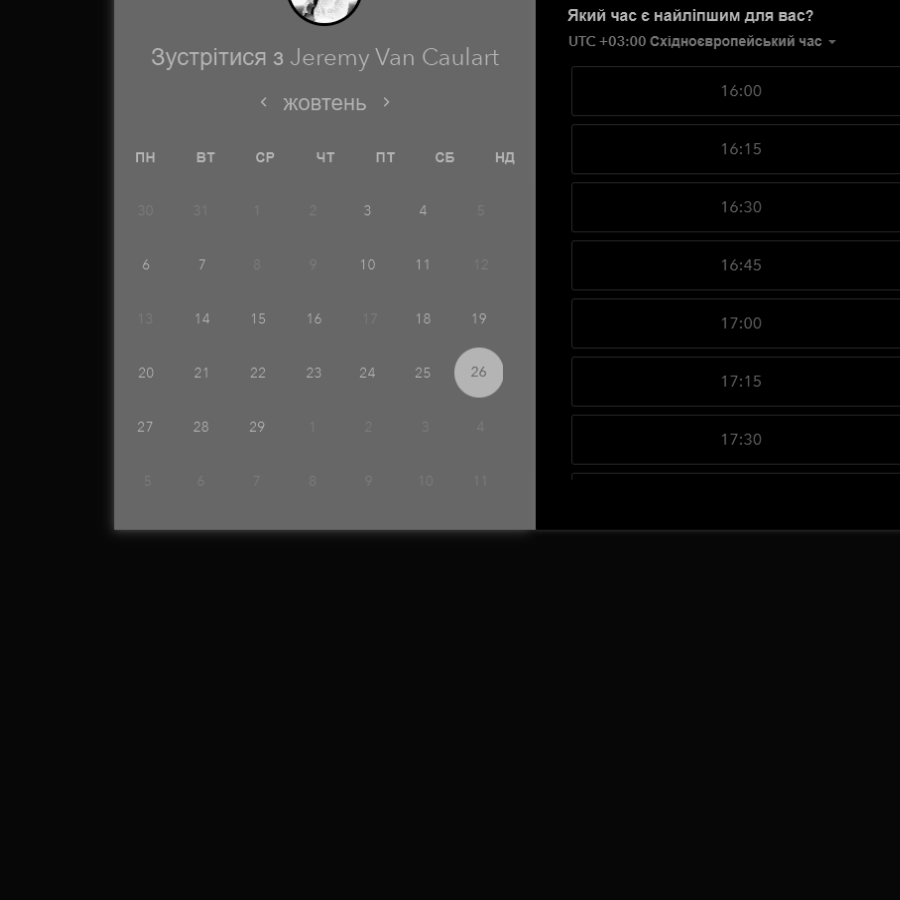 Зустрітися з Jeremy Van Caulart
жовтень
ПН ВТ СР ЧТ ПТ СБ НД
30 31 1 2 3 4 5
6 7 8 9 10 11 12
13 14 15 16 17 18 19
20 21 22 23 24 25 26
27 28 29 1 2 3 4
5 6 7 8 9 10 11
Який час є найліпшим для вас?
UTC +03:00 Східноєвропейський час
16:00
16:15
16:30
16:45
17:00
17:15
17:30